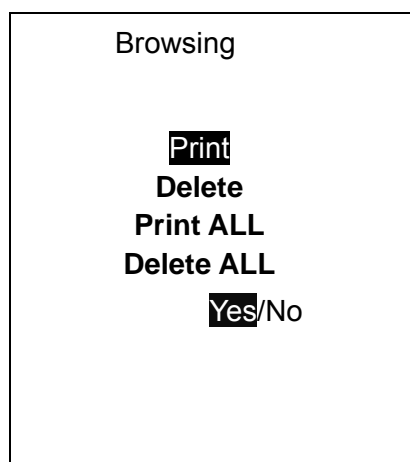 Browsing
Print
Delete
Print ALL
Delete ALL
Yes/No